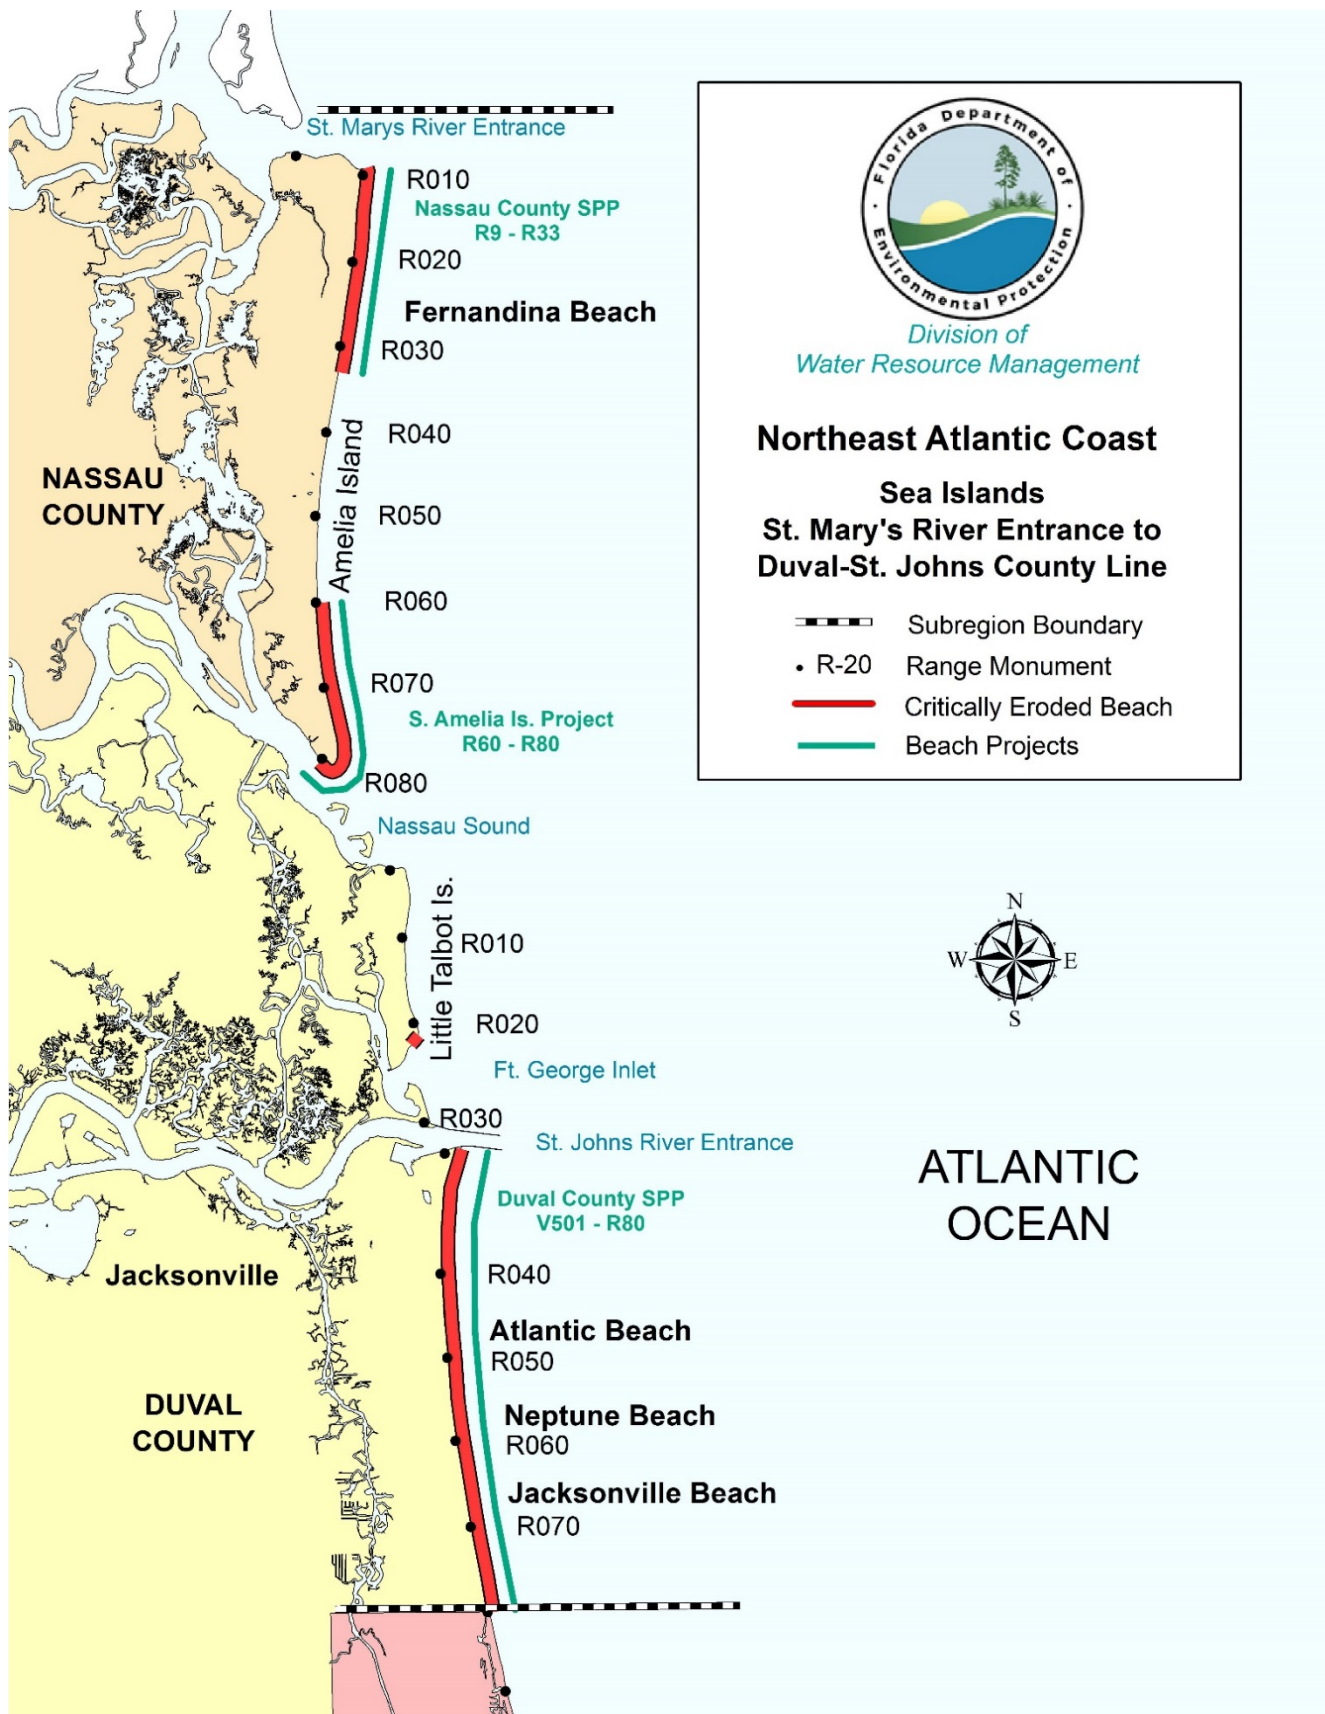 St. Marys River Entrance
R010
Nassau County SPP
R9 - R33
R020
Fernandina Beach
R030
R040
Amelia Island
NASSAU
COUNTY
R050
R060
R070
S. Amelia Is. Project
R60 - R80
R080
Nassau Sound
Little Talbot Is.
R010
R020
Ft. George Inlet
R030
St. Johns River Entrance
Duval County SPP
V501 - R80
Jacksonville
R040
Atlantic Beach
R050
DUVAL
COUNTY
Neptune Beach
R060
Jacksonville Beach
R070
Florida Department of
Environmental Protection
Division of
Water Resource Management
Northeast Atlantic Coast
Sea Islands
St. Mary's River Entrance to
Duval-St. Johns County Line
Subregion Boundary
R-20 Range Monument
Critically Eroded Beach
Beach Projects
N
W E
S
ATLANTIC
OCEAN